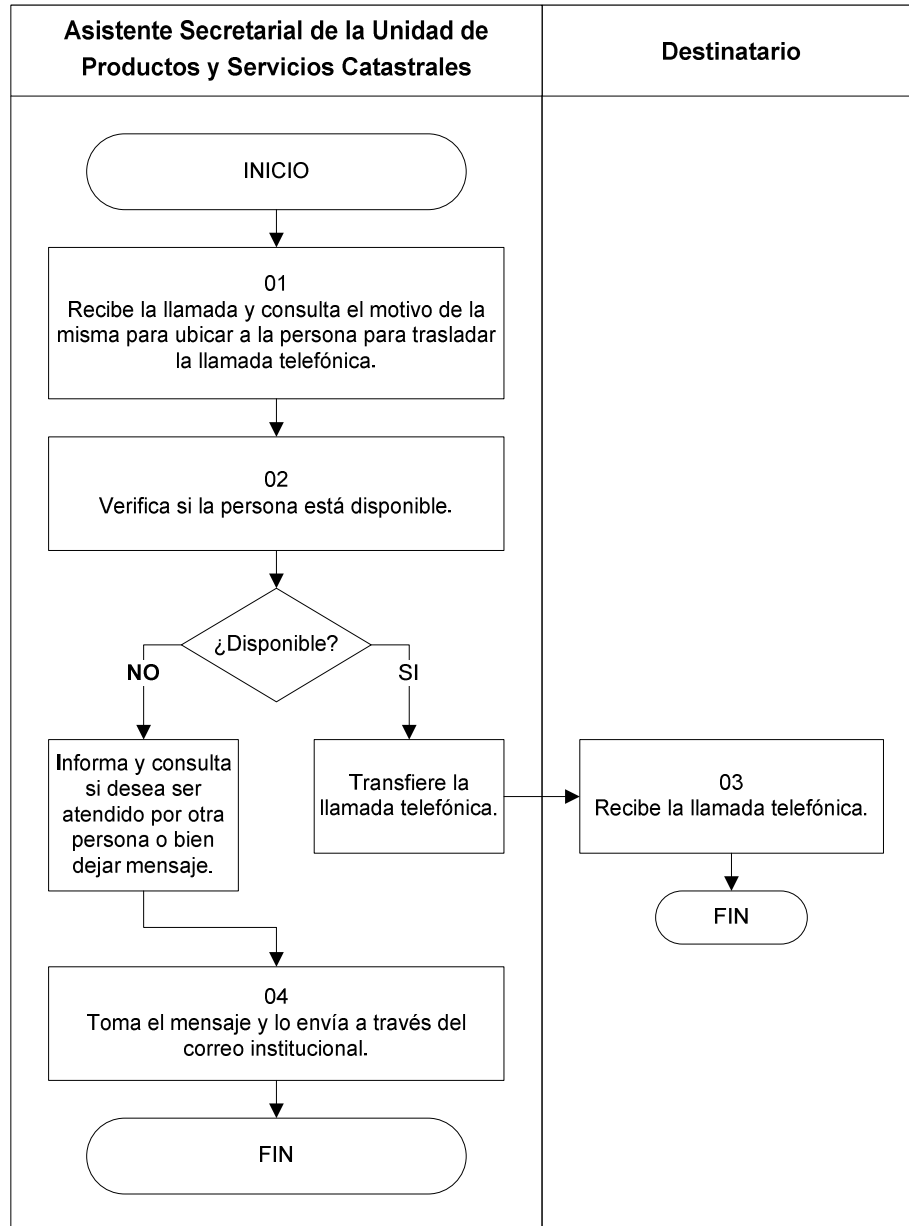 Asistente Secretarial de la Unidad de
Productos y Servicios Catastrales
Destinatario
INICIO
01
Recibe la llamada y consulta el motivo de la
misma para ubicar a la persona para trasladar
la llamada telefónica.
02
Verifica si la persona está disponible.
¿Disponible?
NO
SI
Informa y consulta
si desea ser
atendido por otra
persona o bien
dejar mensaje.
Transfiere la
llamada telefónica.
03
Recibe la llamada telefónica.
FIN
04
Toma el mensaje y lo envía a través del
correo institucional.
FIN